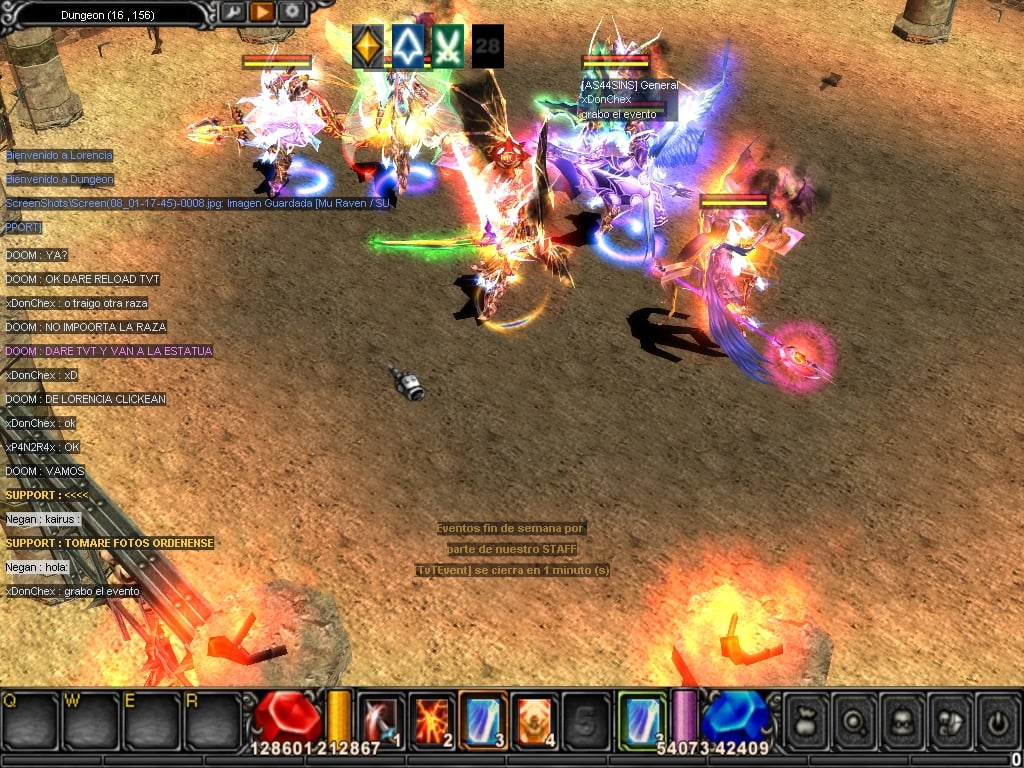 Dungeon (16 , 156)
28
[AS44SINS] General
xDonChex
grabo el evento
Bienvenido a Lorencia
Bienvenido a Dungeon
ScreenShots\Screen(08_01-17-45)-0008.jpg: Imagen Guardada [Mu Raven / SU
PPORT]
DOOM : YA?
DOOM : OK DARE RELOAD TVT
xDonChex : o traigo otra raza
DOOM : NO IMPOORTA LA RAZA
DOOM : DARE TVT Y VAN A LA ESTATUA
xDonChex : xD
DOOM : DE LORENCIA CLICKEAN
xDonChex : ok
xP4N2R4x : OK
DOOM : VAMOS
SUPPORT : <<<<
Negan : kairus :
SUPPORT : TOMARE FOTOS ORDENENSE
Negan : hola:
xDonChex : grabo el evento
Eventos fin de semana por
parte de nuestro STAFF
[TvTEvent] se cierra en 1 minuto (s)
Q W E R
1 2 3 4 5 3
128601 212867 54073 42409
0